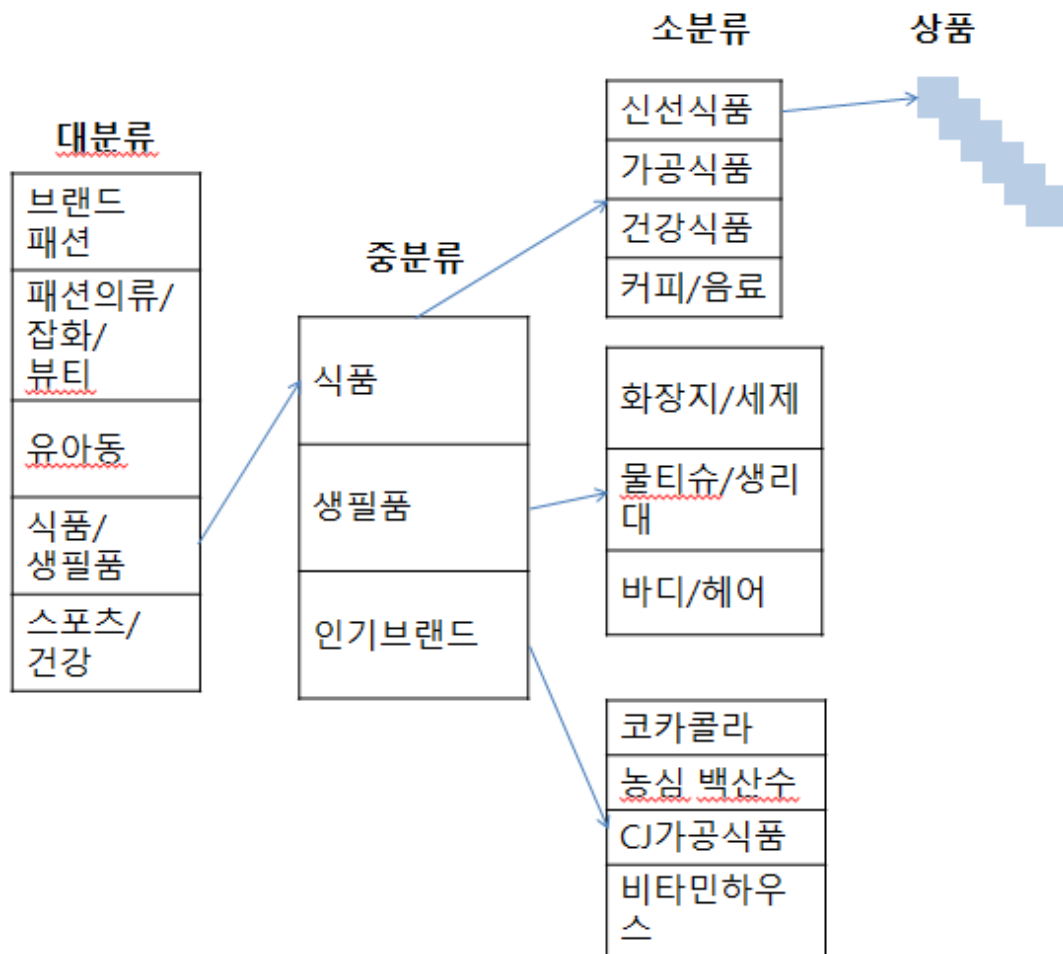 대분류
브랜드
패션
패션의류/
잡화/
뷰티
유아동
식품/
생필품
스포츠/
건강
중분류
식품
생필품
인기브랜드
소분류
신선식품
가공식품
건강식품
커피/음료
화장지/세제
물티슈/생리
대
바디/헤어
코카콜라
농심 백산수
CJ가공식품
비타민하우
스
상품